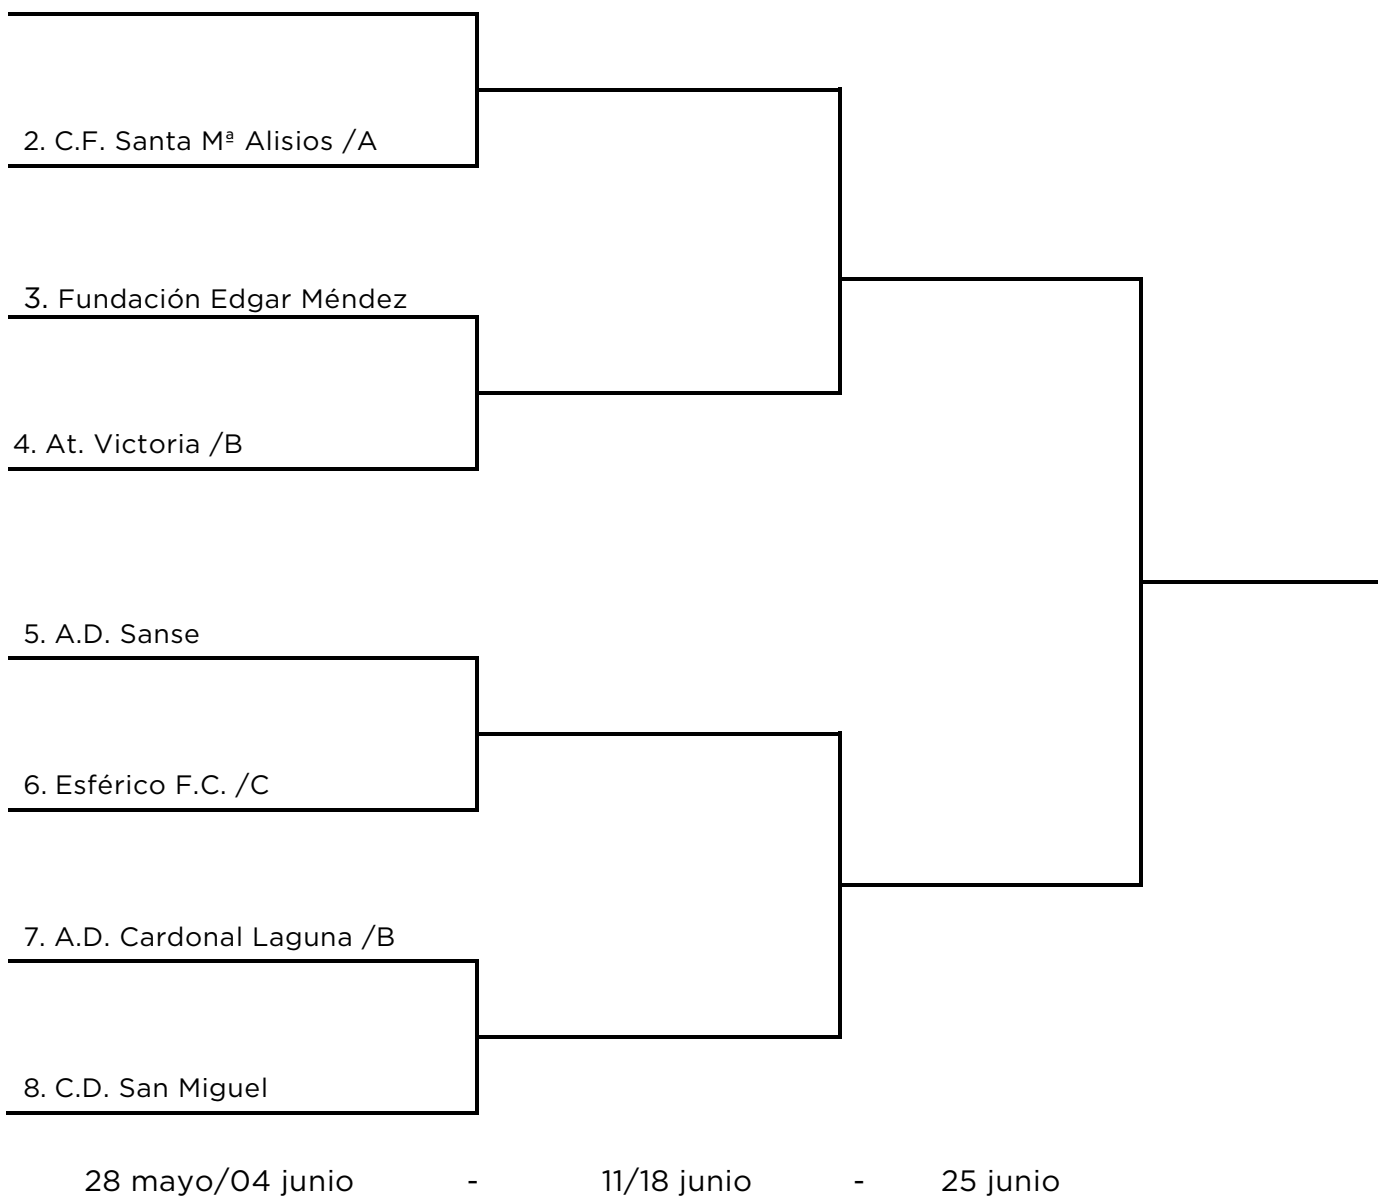 2. C.F. Santa Mª Alisios /A
3. Fundación Edgar Méndez
4. At. Victoria /B
5. A.D. Sanse
6. Esférico F.C. /C
7. A.D. Cardonal Laguna /B
8. C.D. San Miguel
28 mayo/04 junio - 11/18 junio - 25 junio